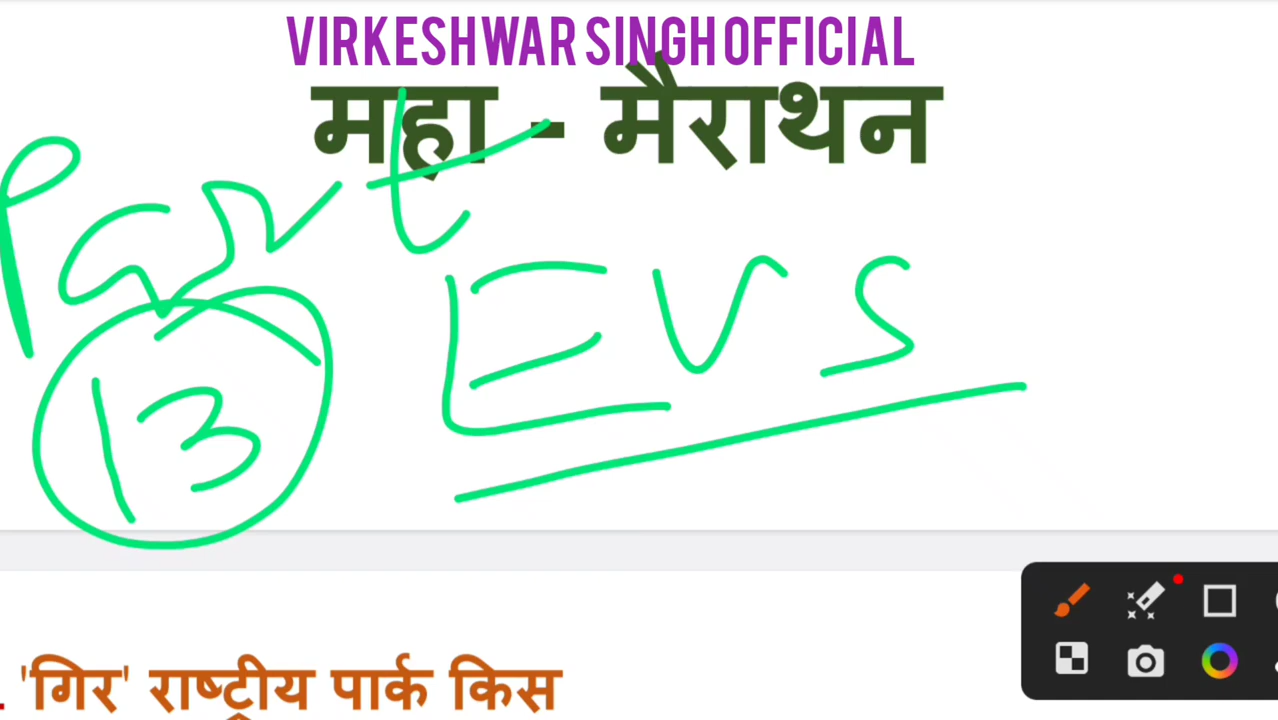 VIRKESHWAR SINGH OFFICIAL
महा - मैराथन
Part
13
EVS
'गिर' राष्ट्रीय पार्क किस